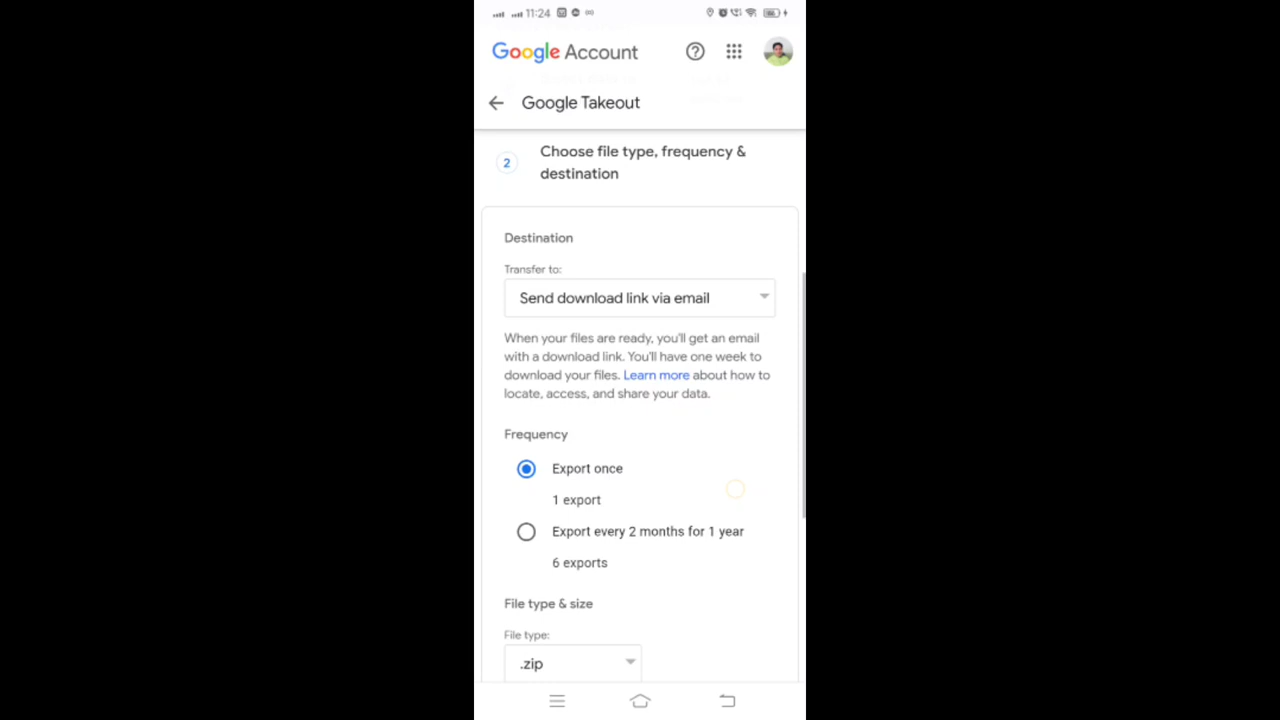 11:24
Google Account
Google Takeout
2
Choose file type, frequency &
destination
Destination
Transfer to:
Send download link via email
When your files are ready, you'll get an email
with a download link. You'll have one week to
download your files. Learn more about how to
locate, access, and share your data.
Frequency
Export once
1 export
Export every 2 months for 1 year
6 exports
File type & size
File type:
.zip